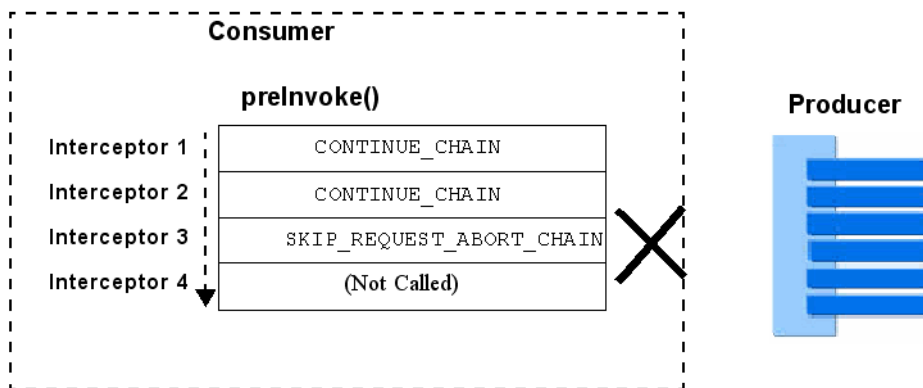 Consumer
preInvoke()
Producer
Interceptor 1 CONTINUE_CHAIN
Interceptor 2 CONTINUE_CHAIN
Interceptor 3 SKIP_REQUEST_ABORT_CHAIN
Interceptor 4 (Not Called)